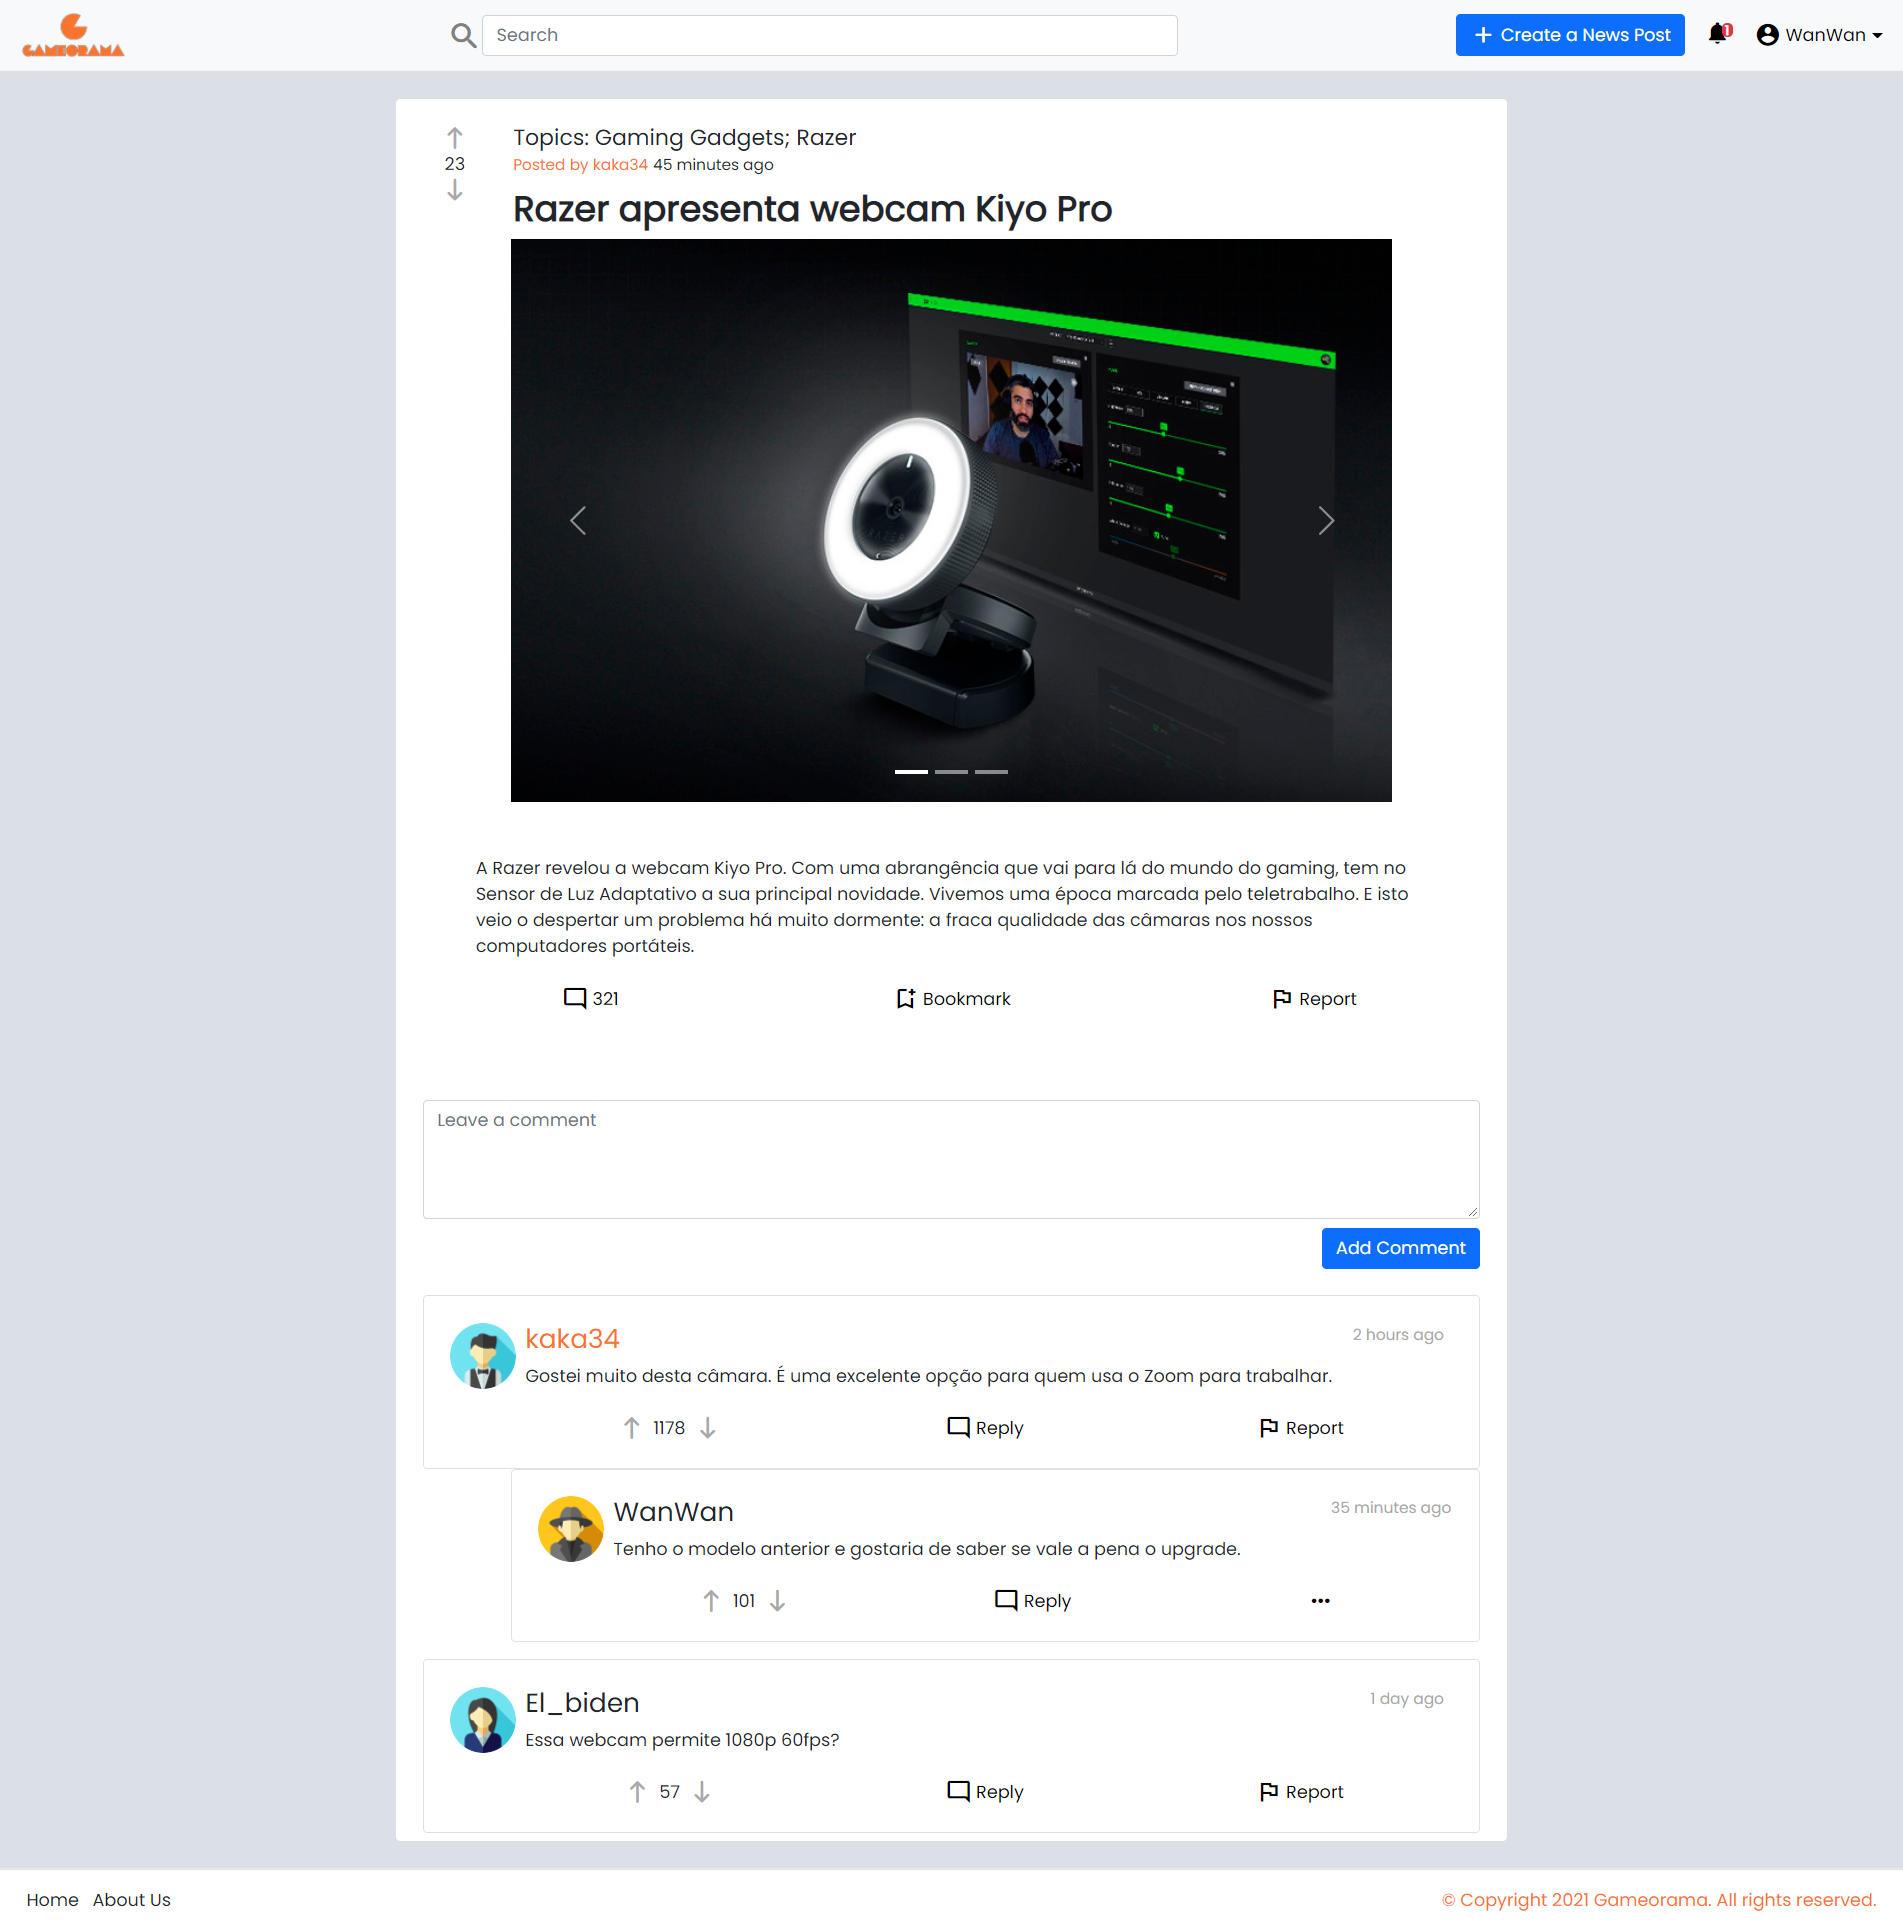 GAMEORAMA
Search
Create a News Post
1
WanWan
Topics: Gaming Gadgets; Razer
23
Posted by kaka34 45 minutes ago
Razer apresenta webcam Kiyo Pro
RAZER
A Razer revelou a webcam Kiyo Pro. Com uma abrangência que vai para lá do mundo do gaming, tem no
Sensor de Luz Adaptativo a sua principal novidade. Vivemos uma época marcada pelo teletrabalho. E isto
veio o despertar um problema há muito dormente: a fraca qualidade das câmaras nos nossos
computadores portáteis.
321
Bookmark
Report
Leave a comment
Add Comment
kaka34
2 hours ago
Gostei muito desta câmara. É uma excelente opção para quem usa o Zoom para trabalhar.
1178
Reply
Report
WanWan
35 minutes ago
Tenho o modelo anterior e gostaria de saber se vale a pena o upgrade.
101
Reply
El_biden
1 day ago
Essa webcam permite 1080p 60fps?
57
Reply
Report
Home About Us
© Copyright 2021 Gameorama. All rights reserved.